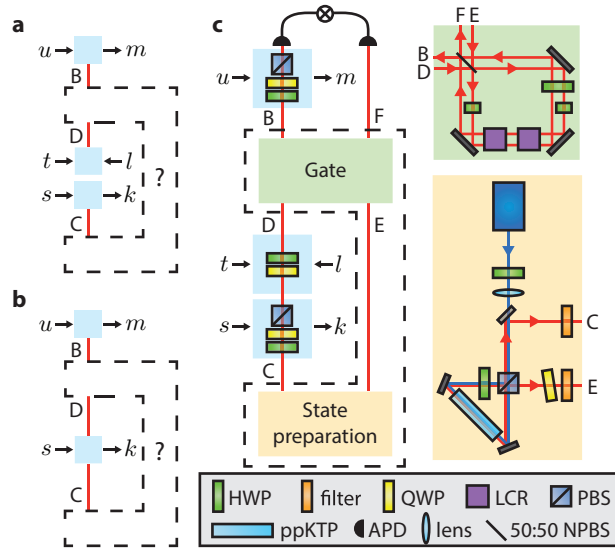 a
u
m
B
D
t
l
?
s
k
C
b
u
m
B
D
s
k
?
C
c
u
m
B
F
Gate
D
E
t
l
s
k
C
State
preparation
F E
B
D
C
E
HWP filter QWP LCR PBS
ppKTP APD lens 50:50 NPBS